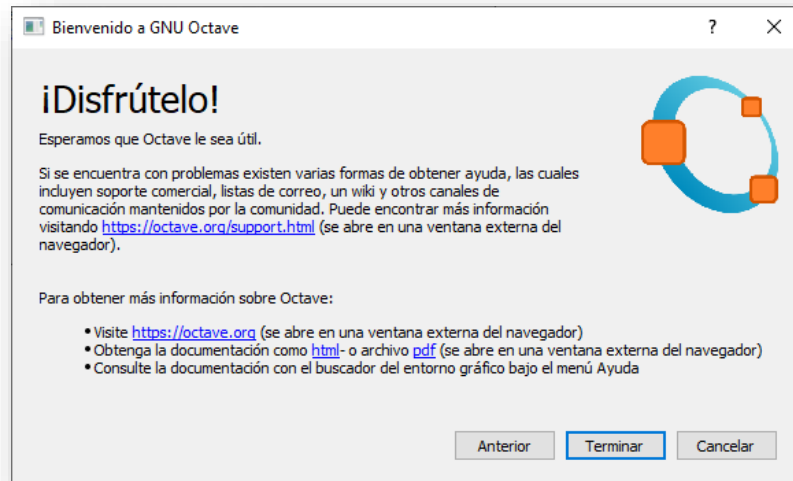 Bienvenido a GNU Octave
¡Disfrútelo!
Esperamos que Octave le sea útil.
Si se encuentra con problemas existen varias formas de obtener ayuda, las cuales
incluyen soporte comercial, listas de correo, un wiki y otros canales de
comunicación mantenidos por la comunidad. Puede encontrar más información
visitando https://octave.org/support.html (se abre en una ventana externa del
navegador).
Para obtener más información sobre Octave:
• Visite https://octave.org (se abre en una ventana externa del navegador)
• Obtenga la documentación como html- o archivo pdf (se abre en una ventana externa del navegador)
• Consulte la documentación con el buscador del entorno gráfico bajo el menú Ayuda
Anterior Terminar Cancelar